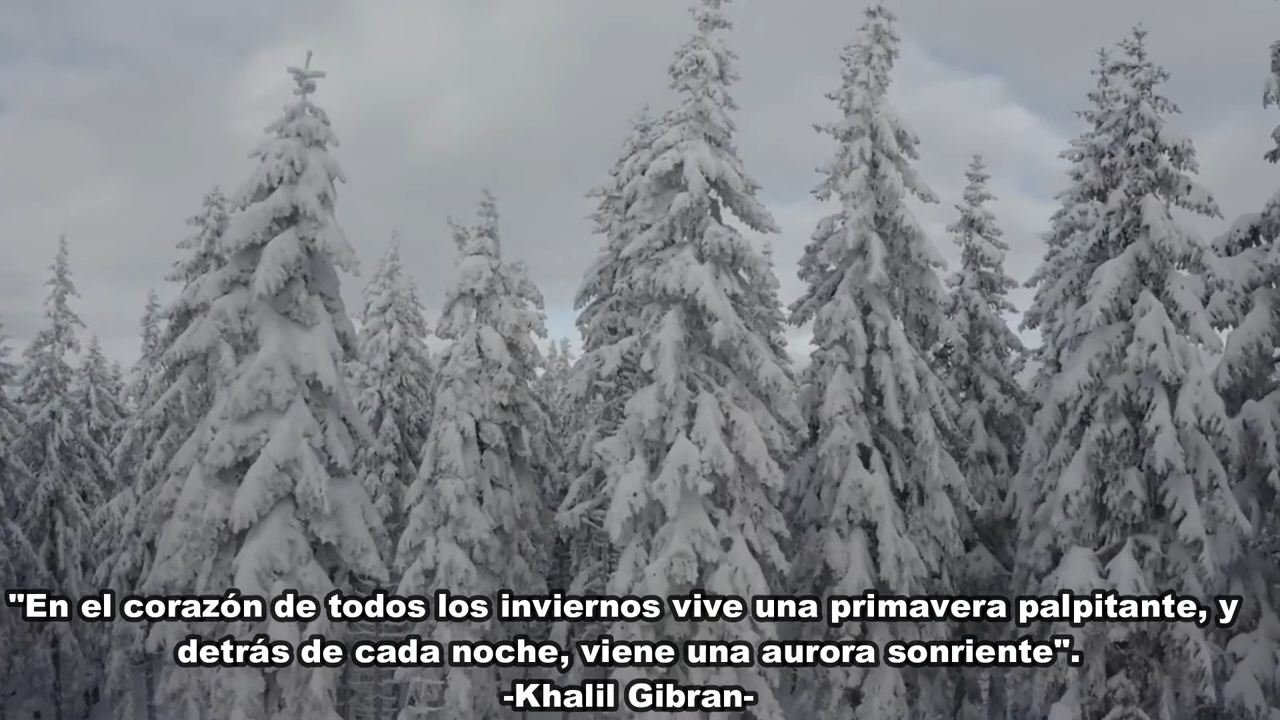 "En el corazón de todos los inviernos vive una primavera palpitante, y
detrás de cada noche, viene una aurora sonriente".
-Khalil Gibran-